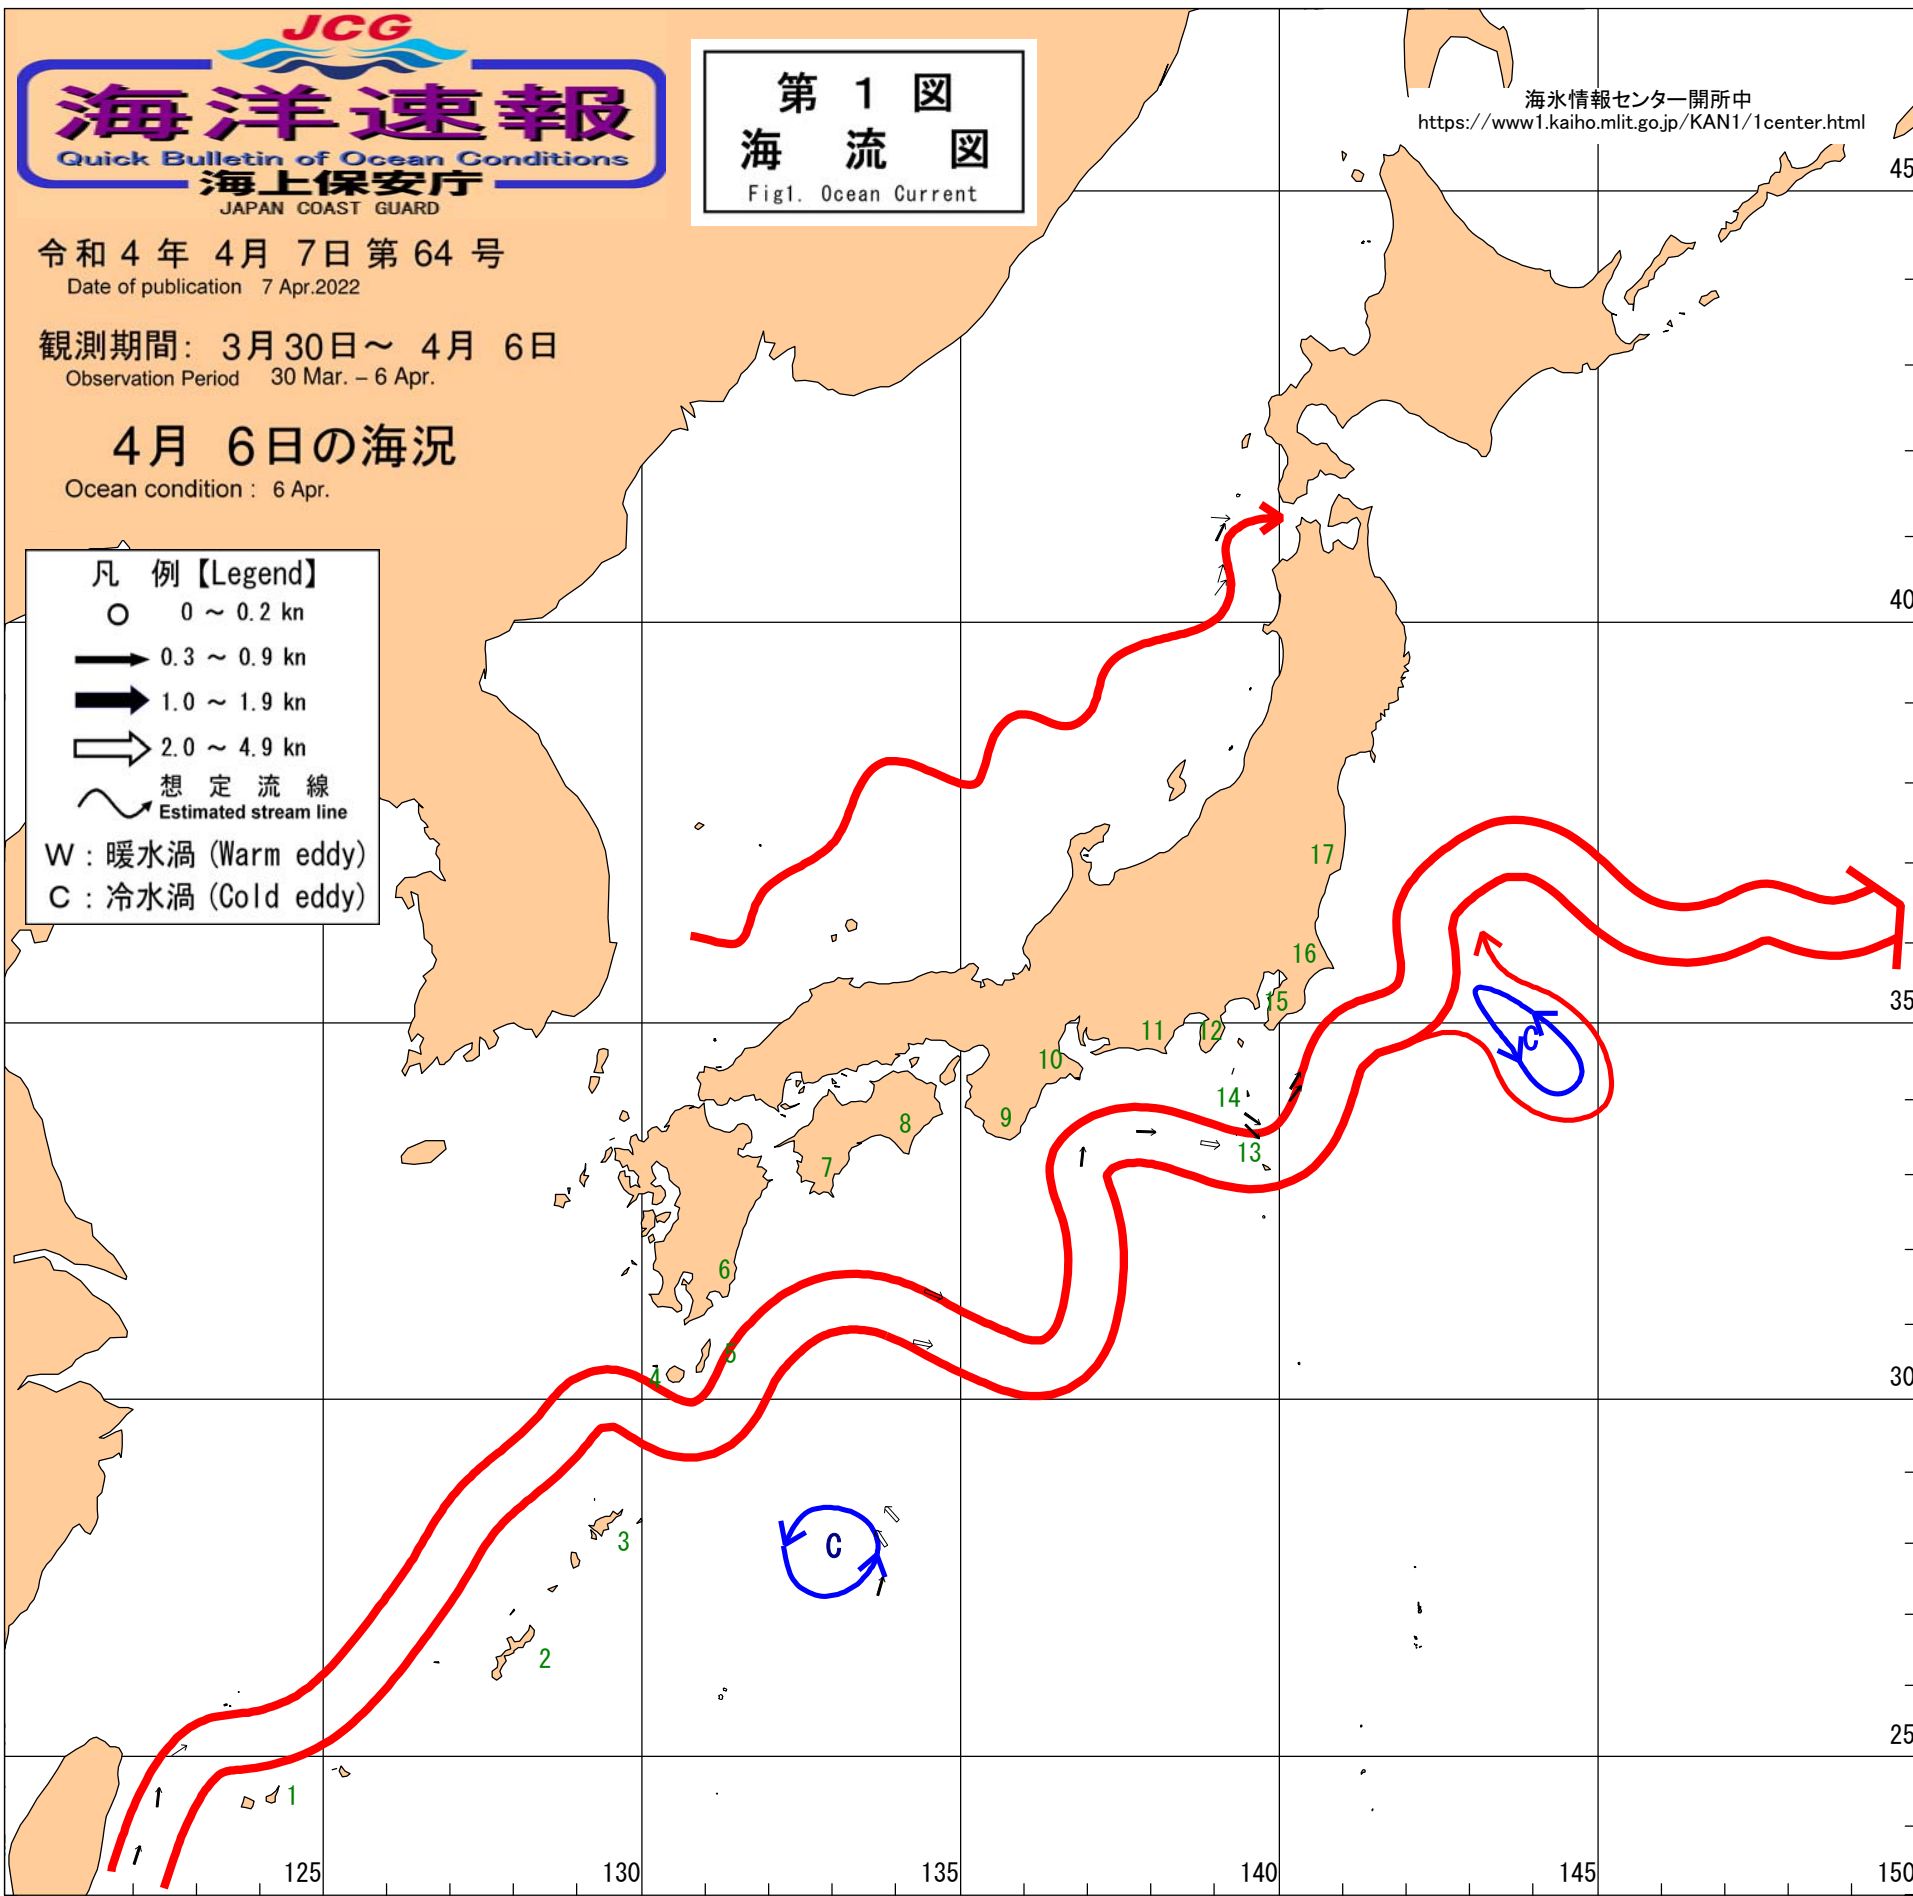 JCG
海洋速報
Quick Bulletin of Ocean Conditions
海上保安庁
JAPAN COAST GUARD
第 1 図
海 流 図
Fig1. Ocean Current
海氷情報センター開所中
https://www1.kaiho.mlit.go.jp/KAN1/1center.html
令和 4 年 4月 7日 第 64 号
Date of publication 7 Apr.2022
観測期間: 3月30日～ 4月 6日
Observation Period 30 Mar. – 6 Apr.
4月 6日の海況
Ocean condition : 6 Apr.
凡 例【Legend】
0 ～ 0.2 kn
0.3 ～ 0.9 kn
1.0 ～ 1.9 kn
2.0 ～ 4.9 kn
想 定 流 線
Estimated stream line
W : 暖水渦 (Warm eddy)
C : 冷水渦 (Cold eddy)
45
40
35
30
25
17
16
15
12
11
10
14
13
9
8
7
6
5
4
3
2
1
C
C
125
130
135
140
145
150